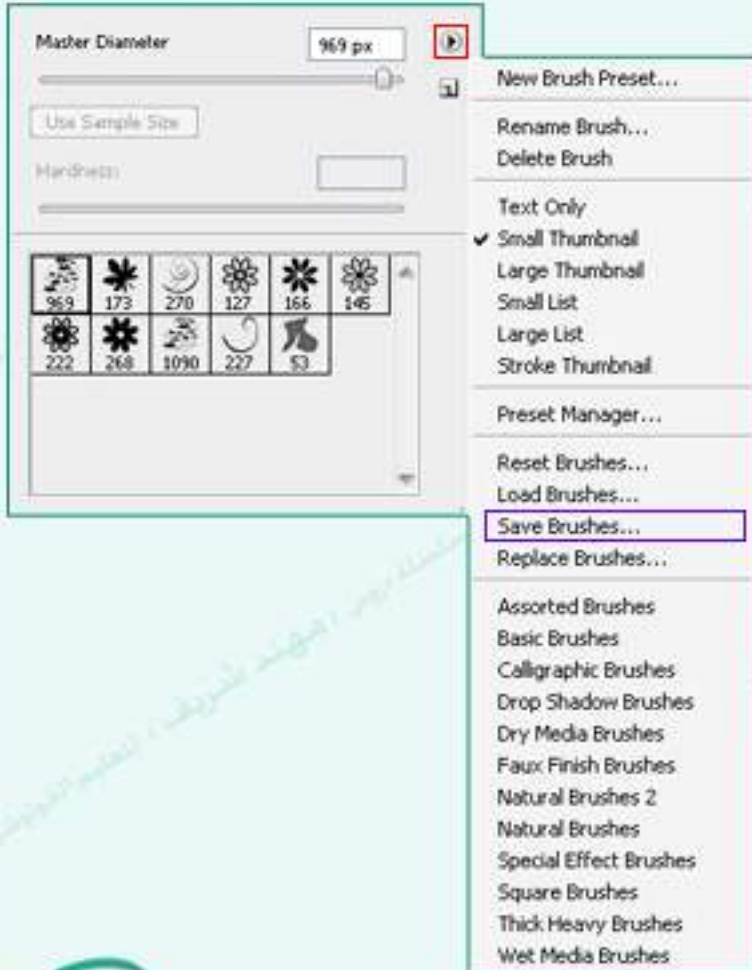 Master Diameter 969 px
Use Sample Size
Hardness:
969 173 270 127 166 145
222 268 1090 227 53
New Brush Preset...
Rename Brush...
Delete Brush
Text Only
Small Thumbnail
Large Thumbnail
Small List
Large List
Stroke Thumbnail
Preset Manager...
Reset Brushes...
Load Brushes...
Save Brushes...
Replace Brushes...
Assorted Brushes
Basic Brushes
Calligraphic Brushes
Drop Shadow Brushes
Dry Media Brushes
Faux Finish Brushes
Natural Brushes 2
Natural Brushes
Special Effect Brushes
Square Brushes
Thick Heavy Brushes
Wet Media Brushes